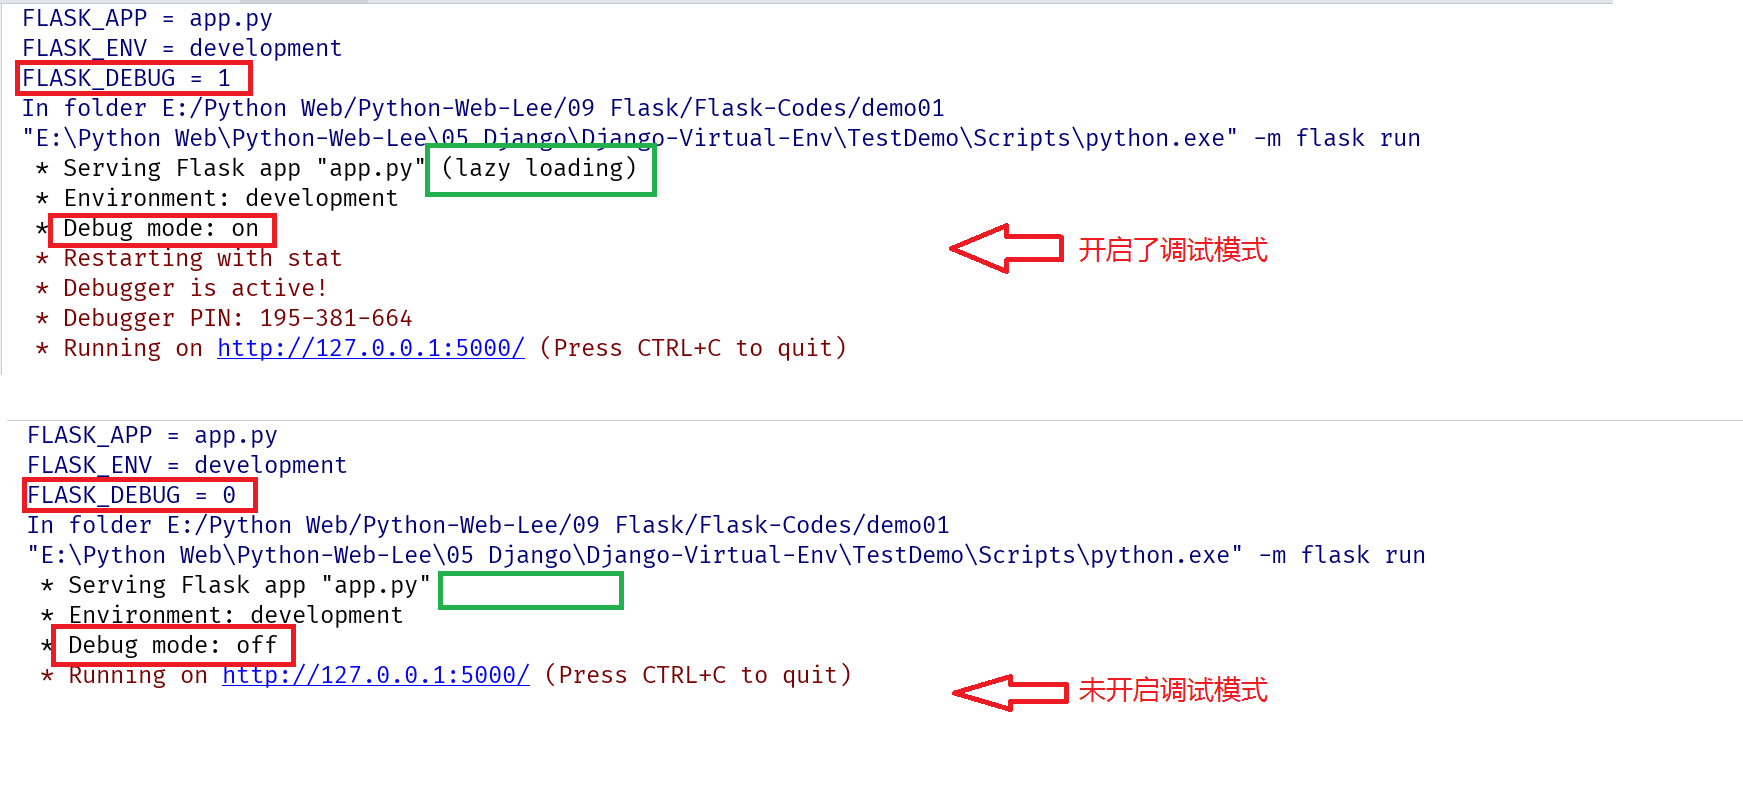 FLASK_APP = app.py
FLASK_ENV = development
FLASK_DEBUG = 1
In folder E:/Python Web/Python-Web-Lee/09 Flask/Flask-Codes/demo01
"E:\Python Web\Python-Web-Lee\05 Django\Django-Virtual-Env\TestDemo\Scripts\python.exe" -m flask run
* Serving Flask app "app.py" (lazy loading)
* Environment: development
* Debug mode: on
开启了调试模式
* Restarting with stat
* Debugger is active!
* Debugger PIN: 195-381-664
* Running on http://127.0.0.1:5000/ (Press CTRL+C to quit)
FLASK_APP = app.py
FLASK_ENV = development
FLASK_DEBUG = 0
In folder E:/Python Web/Python-Web-Lee/09 Flask/Flask-Codes/demo01
"E:\Python Web\Python-Web-Lee\05 Django\Django-Virtual-Env\TestDemo\Scripts\python.exe" -m flask run
* Serving Flask app "app.py"
* Environment: development
* Debug mode: off
* Running on http://127.0.0.1:5000/ (Press CTRL+C to quit)
未开启调试模式